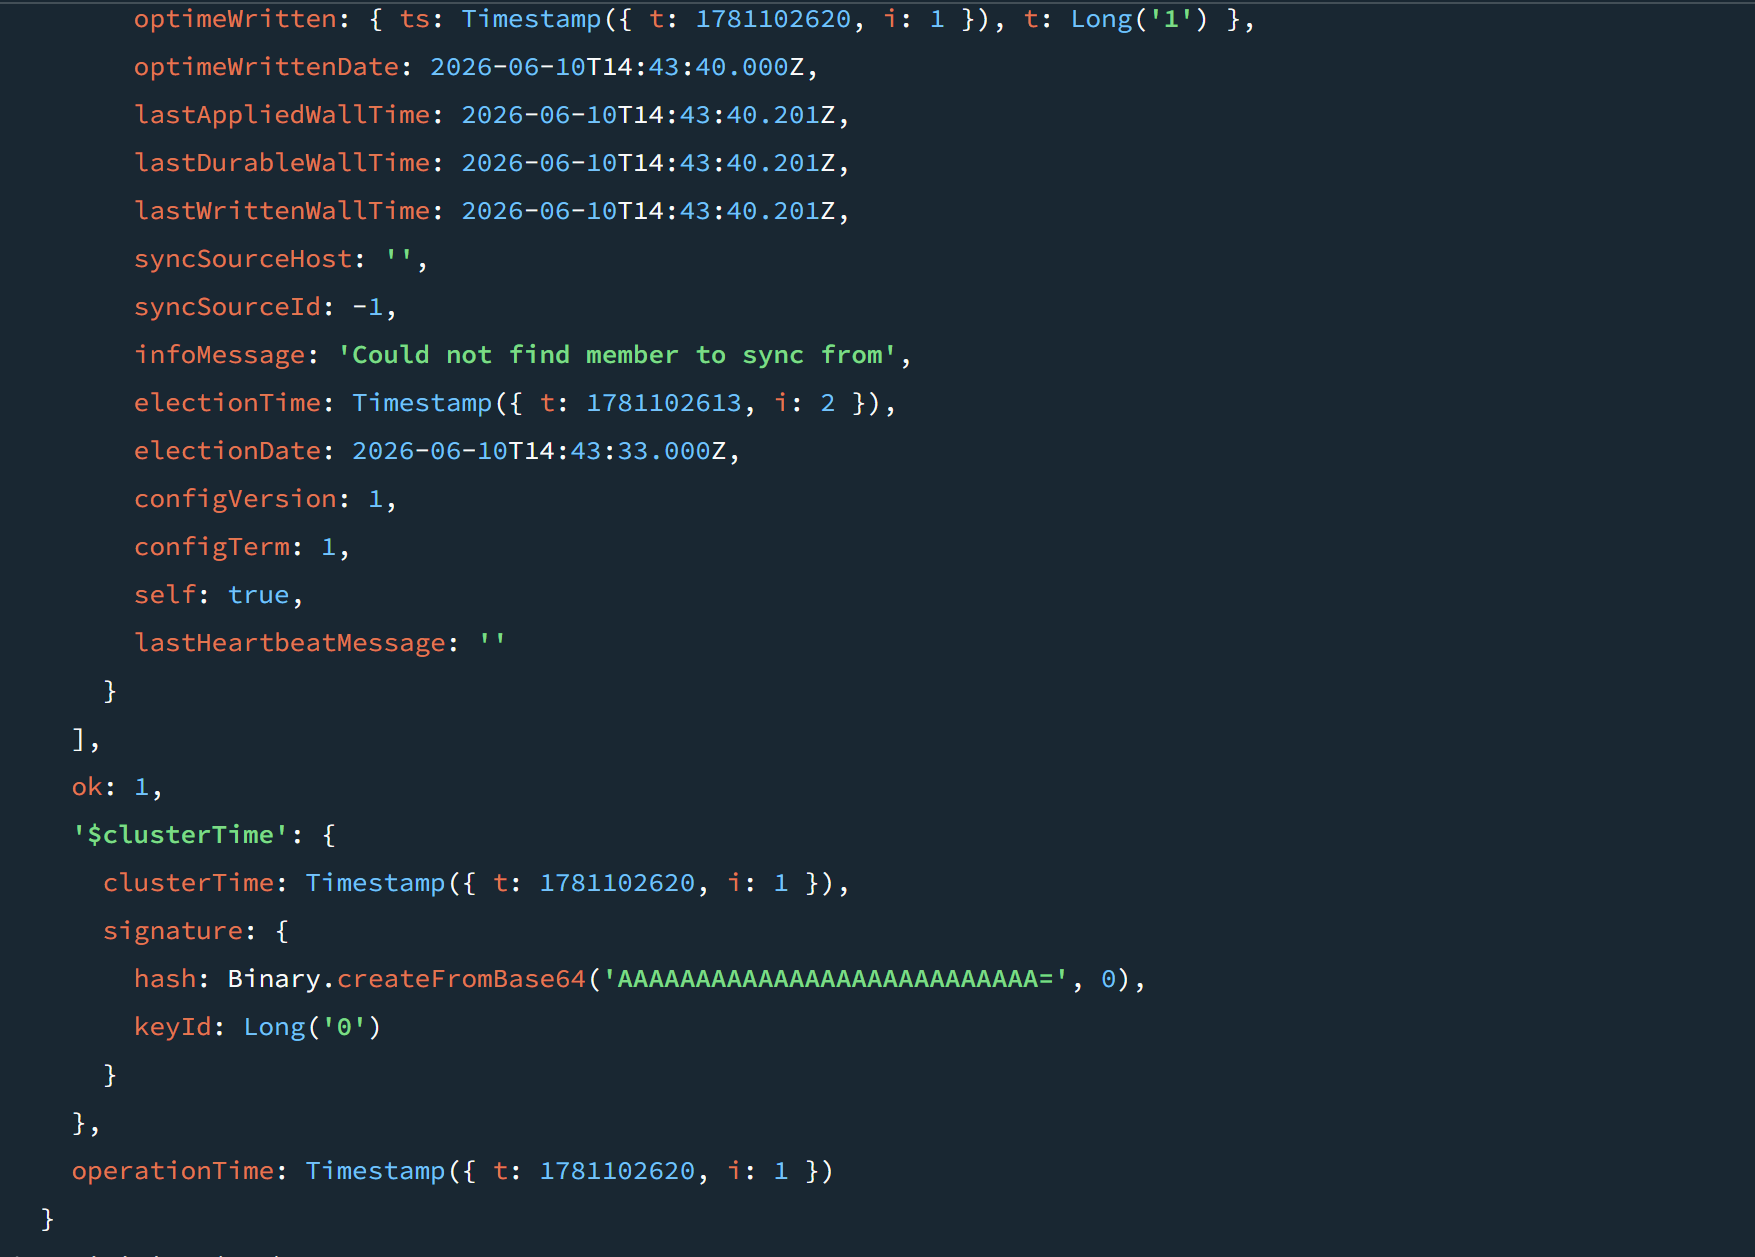 optimeWritten: { ts: Timestamp({ t: 1781102620, i: 1 }), t: Long('1') },
optimeWrittenDate: 2026-06-10T14:43:40.000Z,
lastAppliedWallTime: 2026-06-10T14:43:40.201Z,
lastDurableWallTime: 2026-06-10T14:43:40.201Z,
lastWrittenWallTime: 2026-06-10T14:43:40.201Z,
syncSourceHost: '',
syncSourceId: -1,
infoMessage: 'Could not find member to sync from',
electionTime: Timestamp({ t: 1781102613, i: 2 }),
electionDate: 2026-06-10T14:43:33.000Z,
configVersion: 1,
configTerm: 1,
self: true,
lastHeartbeatMessage: ''
}
],
ok: 1,
'$clusterTime': {
clusterTime: Timestamp({ t: 1781102620, i: 1 }),
signature: {
hash: Binary.createFromBase64('AAAAAAAAAAAAAAAAAAAAAAAAAAA=', 0),
keyId: Long('0')
}
},
operationTime: Timestamp({ t: 1781102620, i: 1 })
}